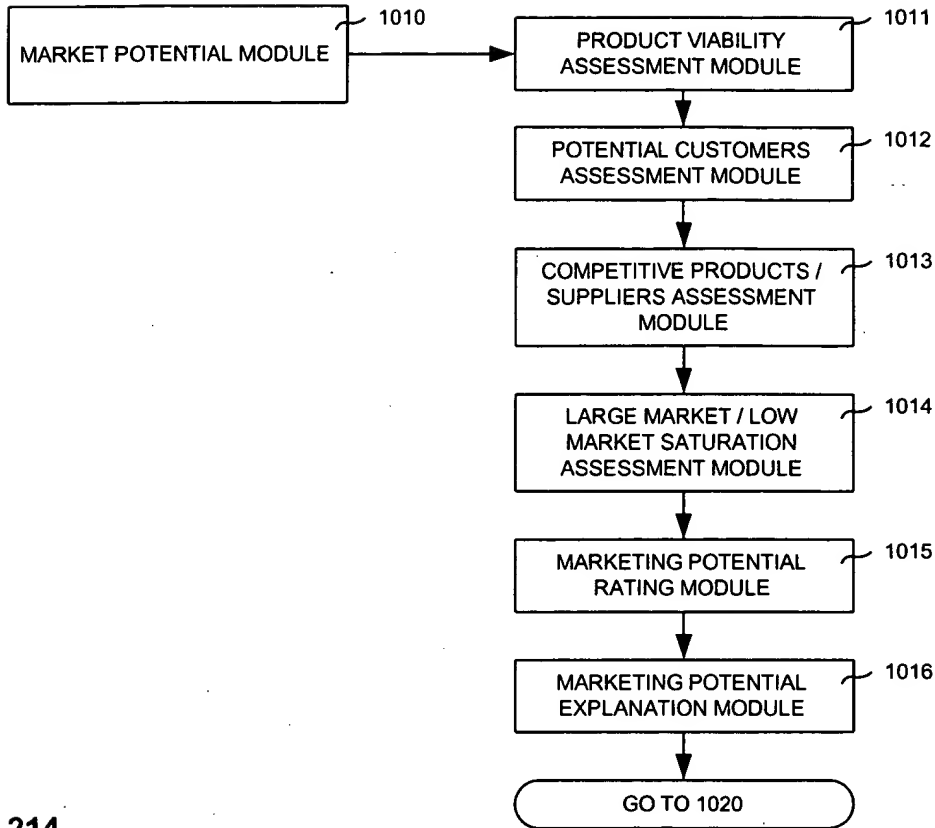 MARKET POTENTIAL MODULE
1010
PRODUCT VIABILITY
ASSESSMENT MODULE
1011
POTENTIAL CUSTOMERS
ASSESSMENT MODULE
1012
COMPETITIVE PRODUCTS /
SUPPLIERS ASSESSMENT
MODULE
1013
LARGE MARKET / LOW
MARKET SATURATION
ASSESSMENT MODULE
1014
MARKETING POTENTIAL
RATING MODULE
1015
MARKETING POTENTIAL
EXPLANATION MODULE
1016
GO TO 1020
214